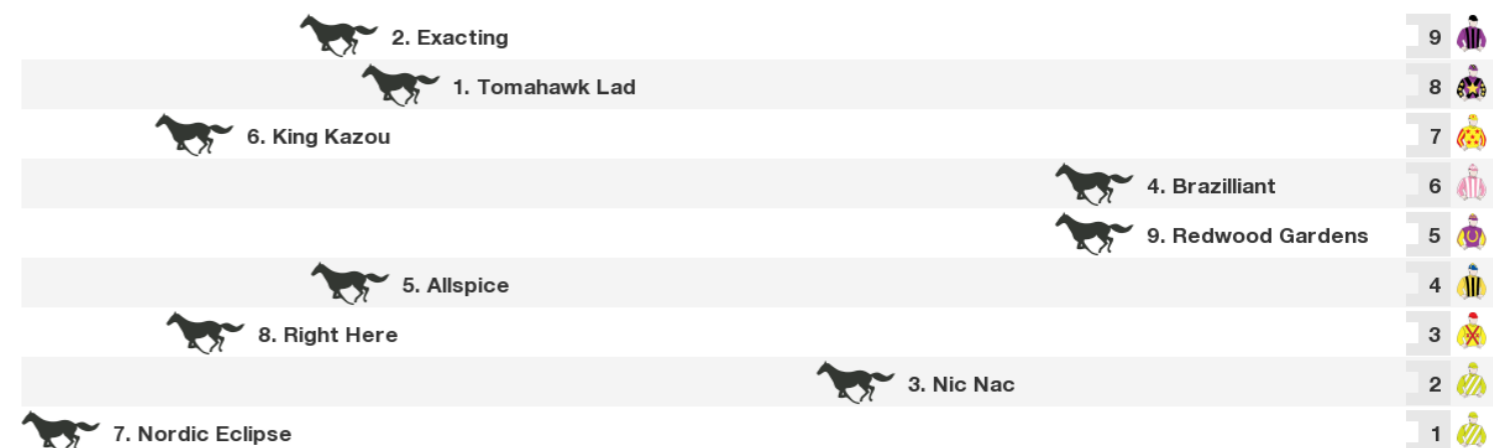 2. Exacting 9
1. Tomahawk Lad 8
6. King Kazou 7
4. Brazilliant 6
9. Redwood Gardens 5
5. Allspice 4
8. Right Here 3
3. Nic Nac 2
7. Nordic Eclipse 1